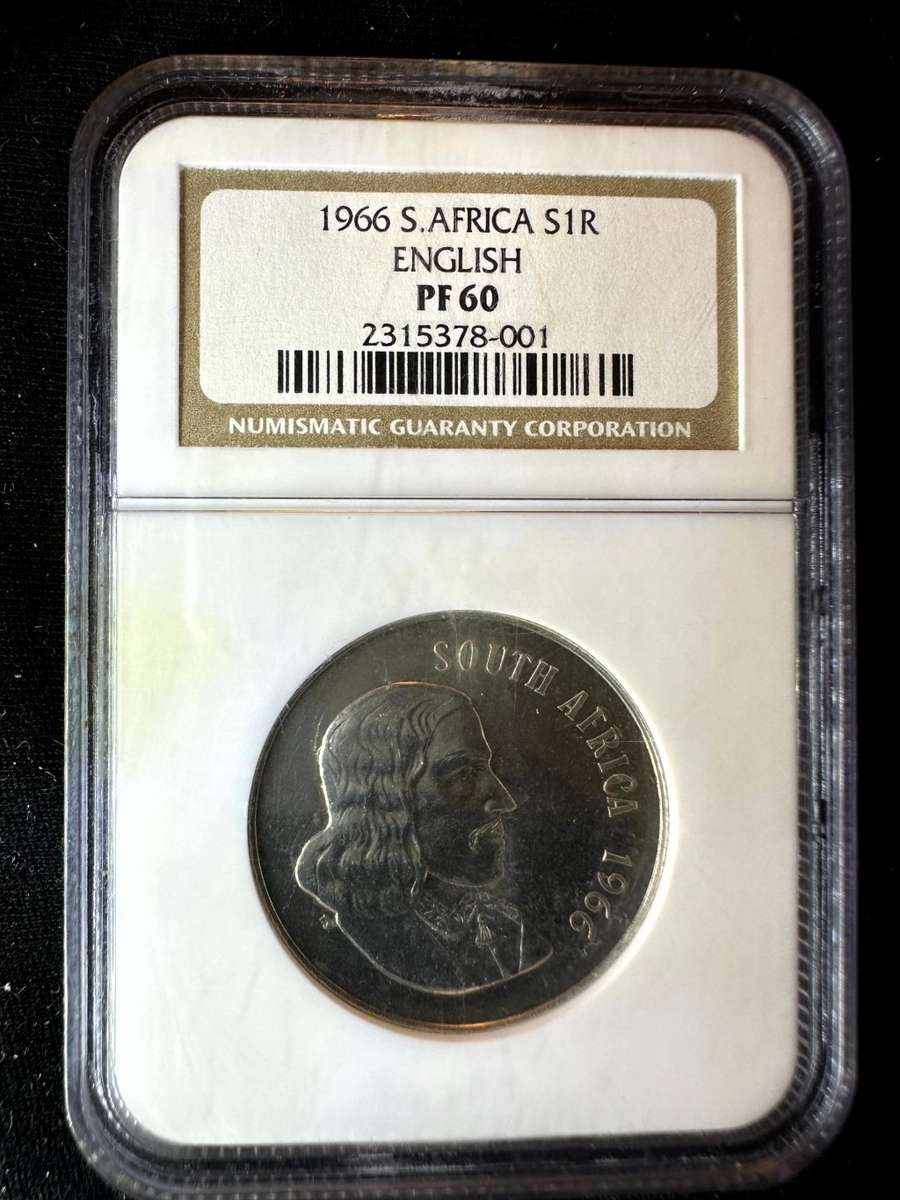 1966 S.AFRICA S1R
ENGLISH
PF 60
2315378-001
NUMISMATIC GUARANTY CORPORATION
SOUTH AFRICA 1966